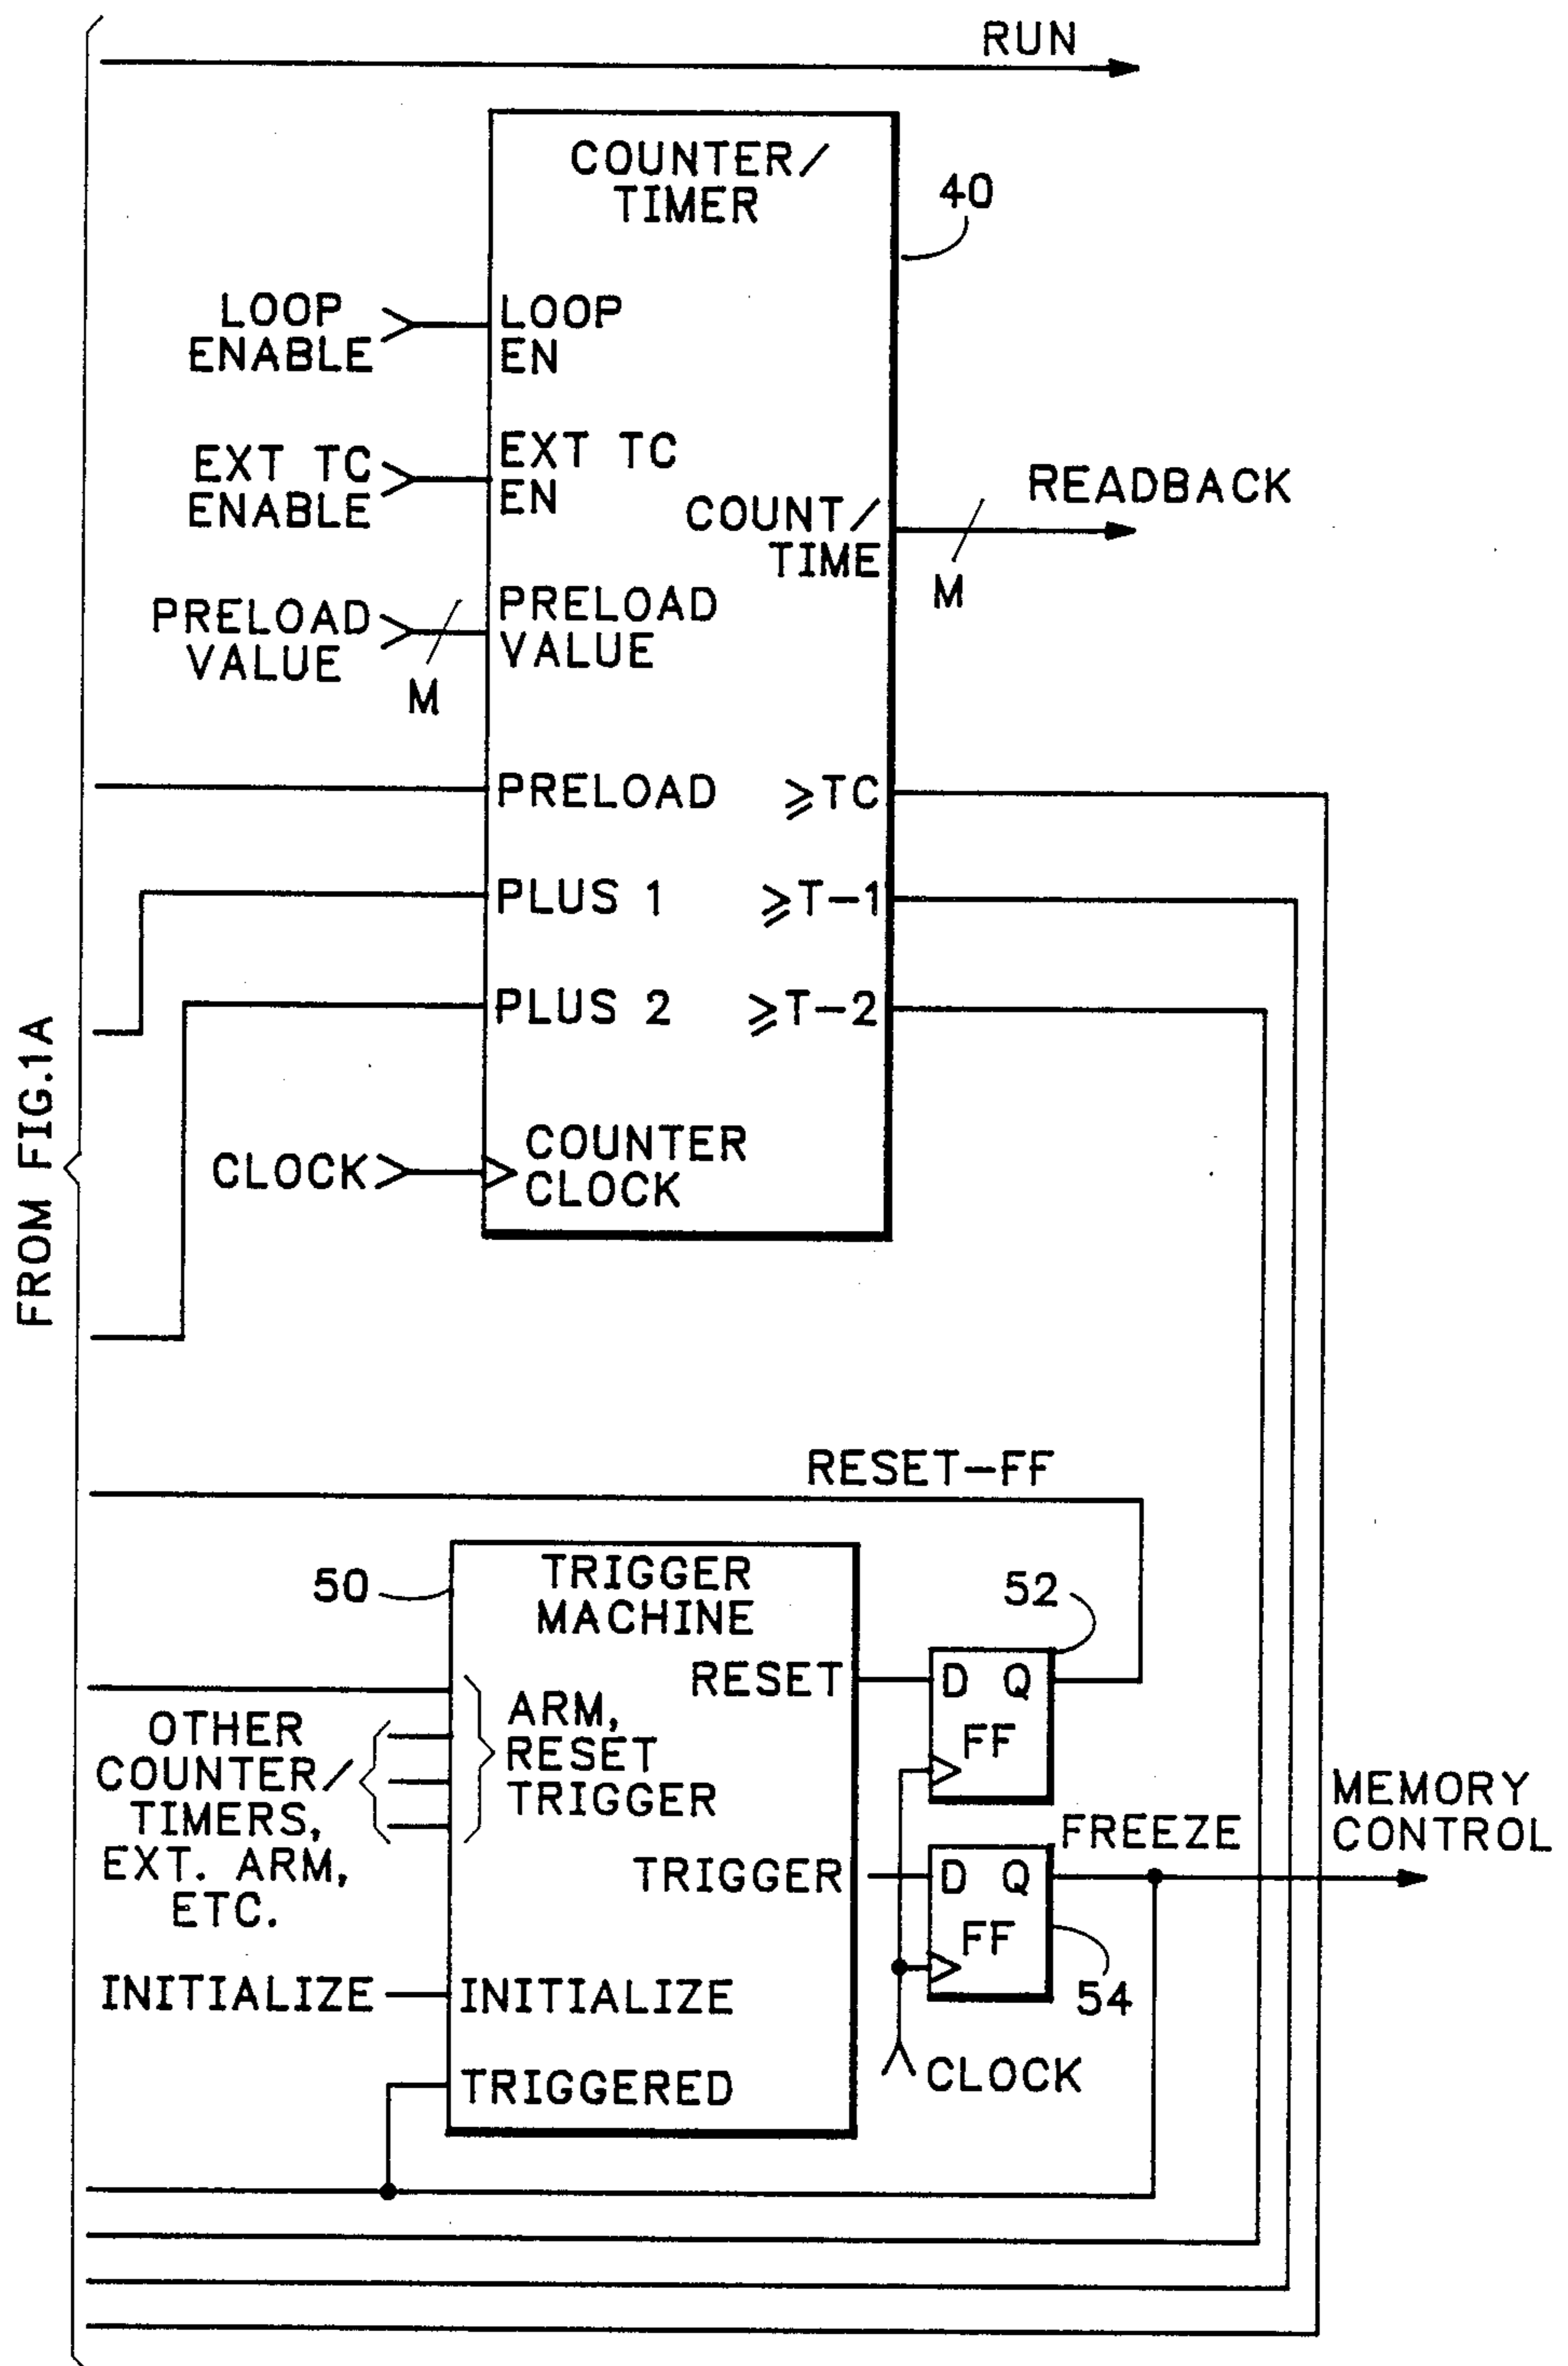 RUN
COUNTER/
TIMER
40
LOOP
ENABLE
LOOP
EN
EXT TC
ENABLE
EXT TC
EN
COUNT/
TIME
READBACK
M
PRELOAD
VALUE
M
PRELOAD
VALUE
PRELOAD
≥TC
PLUS 1
≥T-1
PLUS 2
≥T-2
CLOCK
COUNTER
CLOCK
FROM FIG.1A
RESET-FF
50
TRIGGER
MACHINE
52
RESET
D Q
FF
ARM,
RESET
TRIGGER
OTHER
COUNTER/
TIMERS,
EXT. ARM,
ETC.
MEMORY
CONTROL
FREEZE
TRIGGER
D Q
FF
54
INITIALIZE
INITIALIZE
CLOCK
TRIGGERED